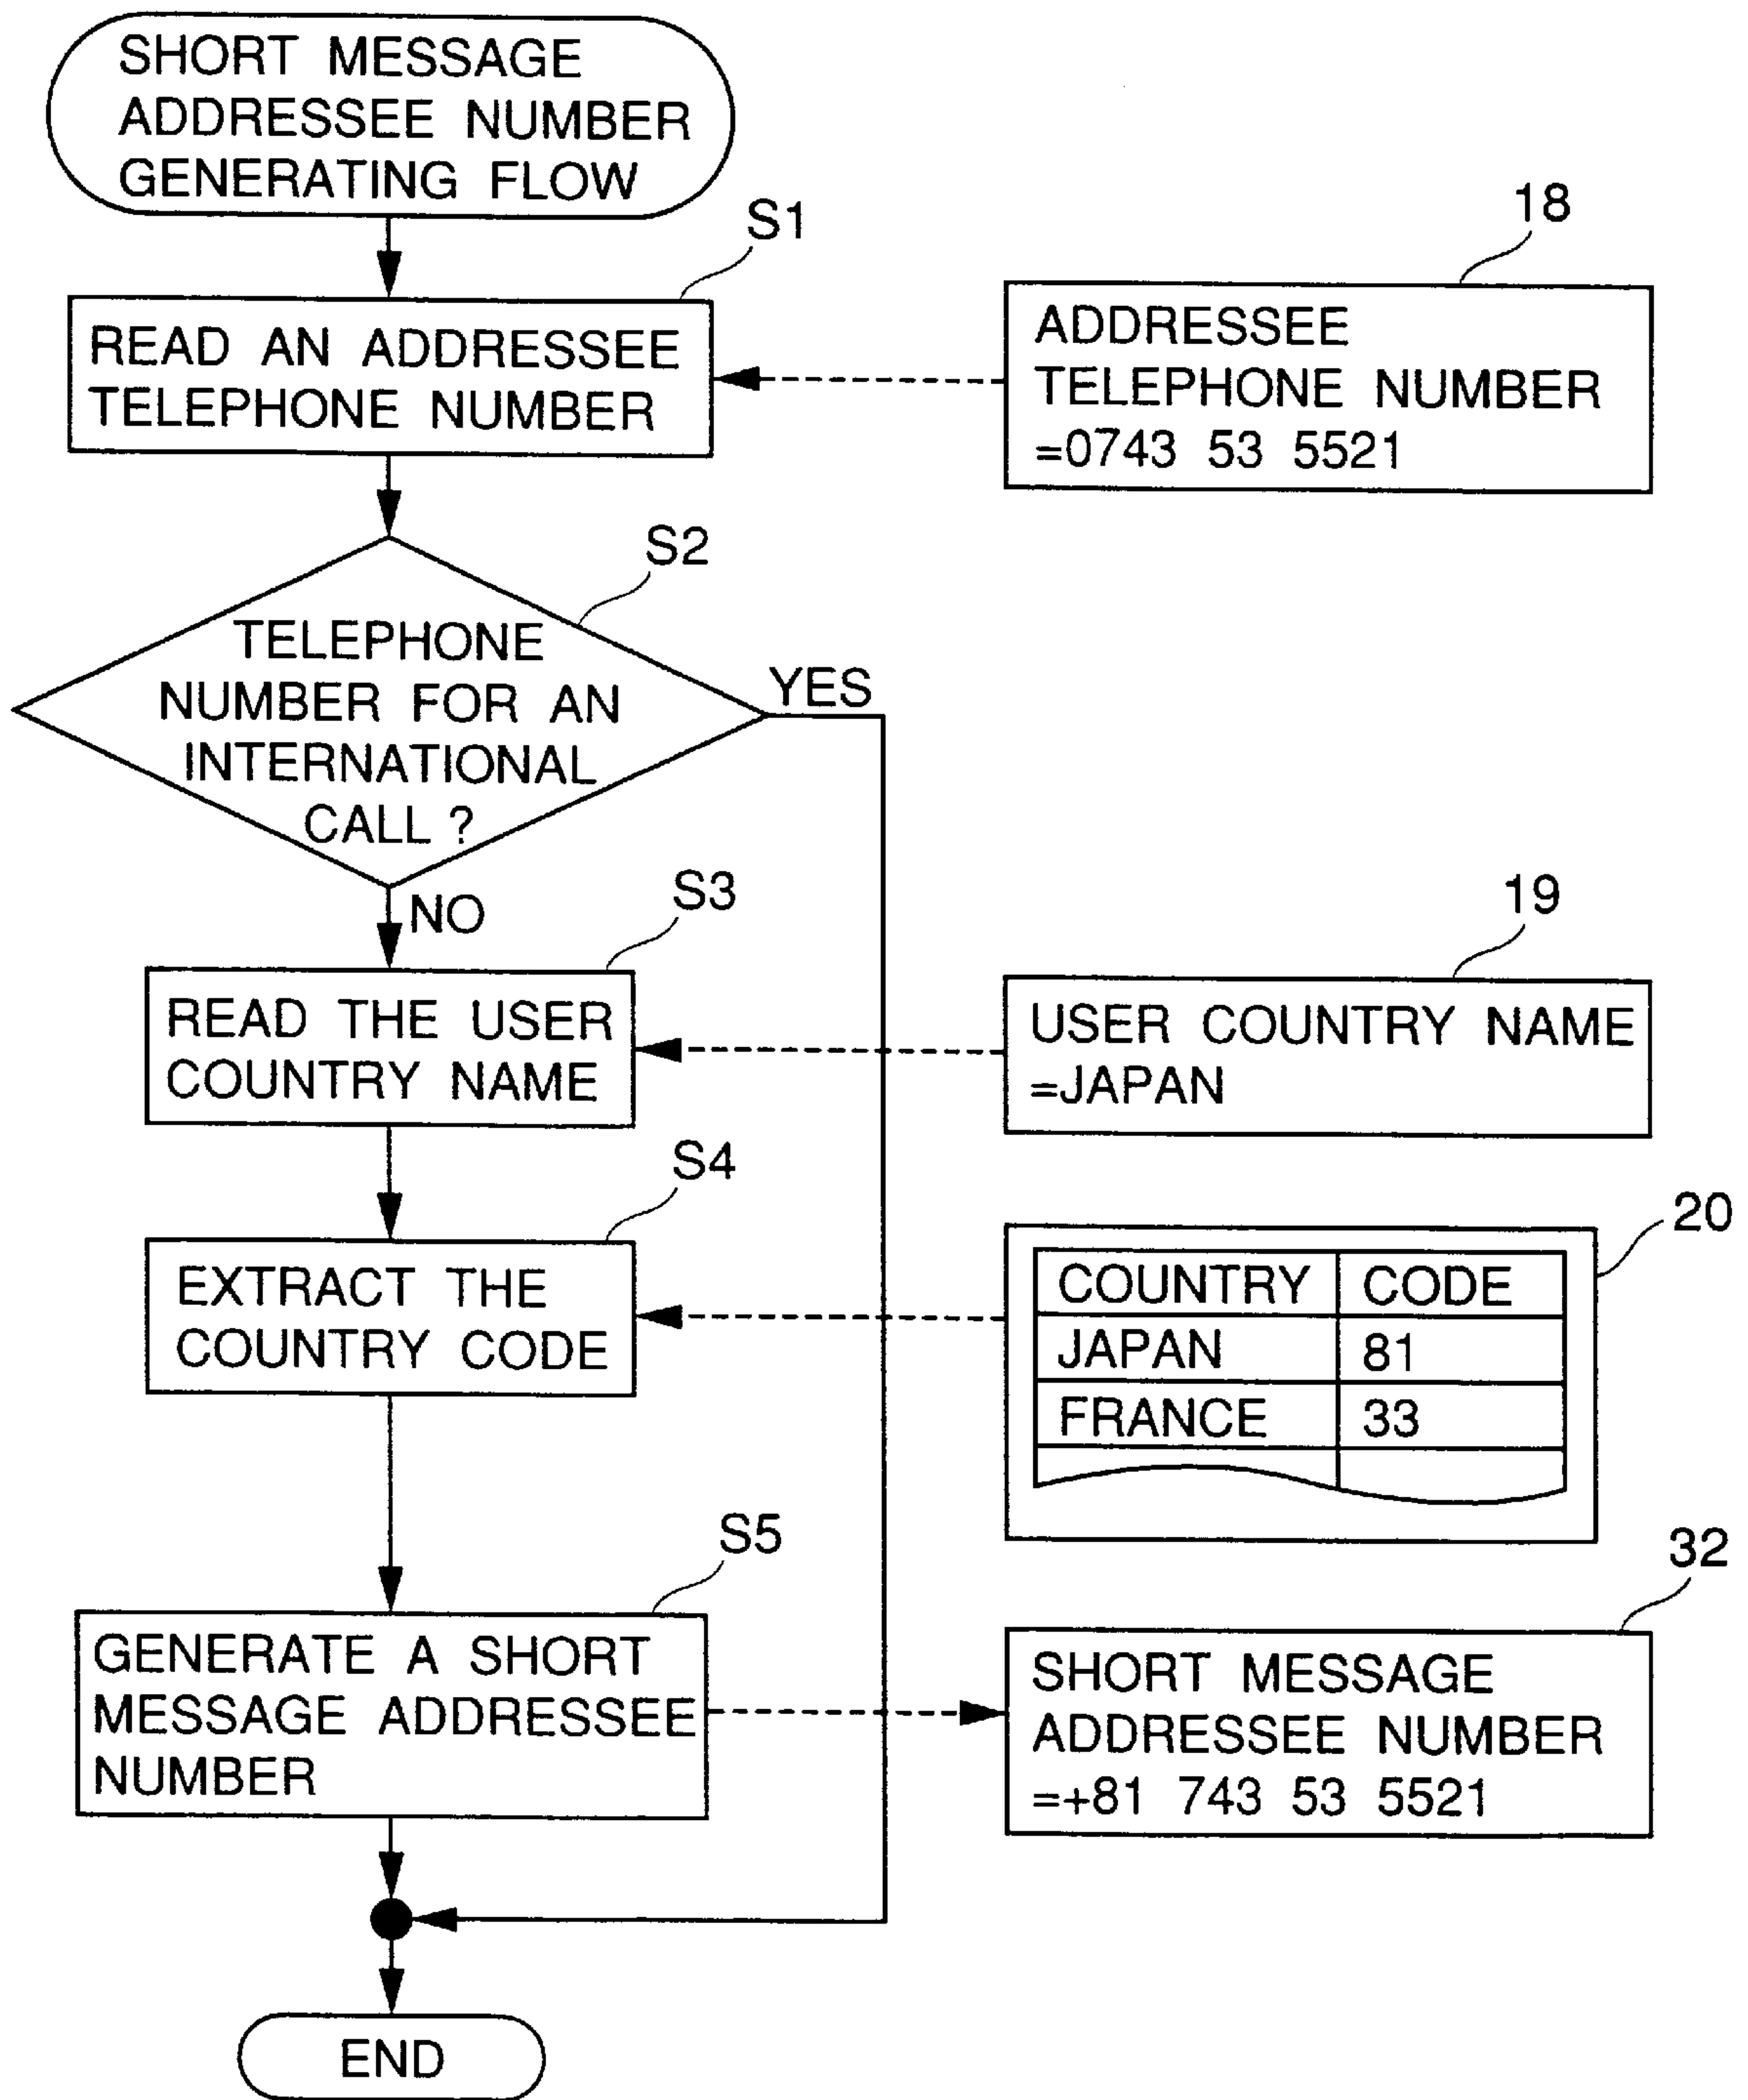 SHORT MESSAGE
ADDRESSEE NUMBER
GENERATING FLOW
S1
READ AN ADDRESSEE
TELEPHONE NUMBER
18
ADDRESSEE
TELEPHONE NUMBER
=0743 53 5521
S2
TELEPHONE
NUMBER FOR AN
INTERNATIONAL
CALL ?
YES
NO
S3
READ THE USER
COUNTRY NAME
19
USER COUNTRY NAME
=JAPAN
S4
EXTRACT THE
COUNTRY CODE
20
COUNTRY CODE
JAPAN 81
FRANCE 33
S5
GENERATE A SHORT
MESSAGE ADDRESSEE
NUMBER
32
SHORT MESSAGE
ADDRESSEE NUMBER
=+81 743 53 5521
END